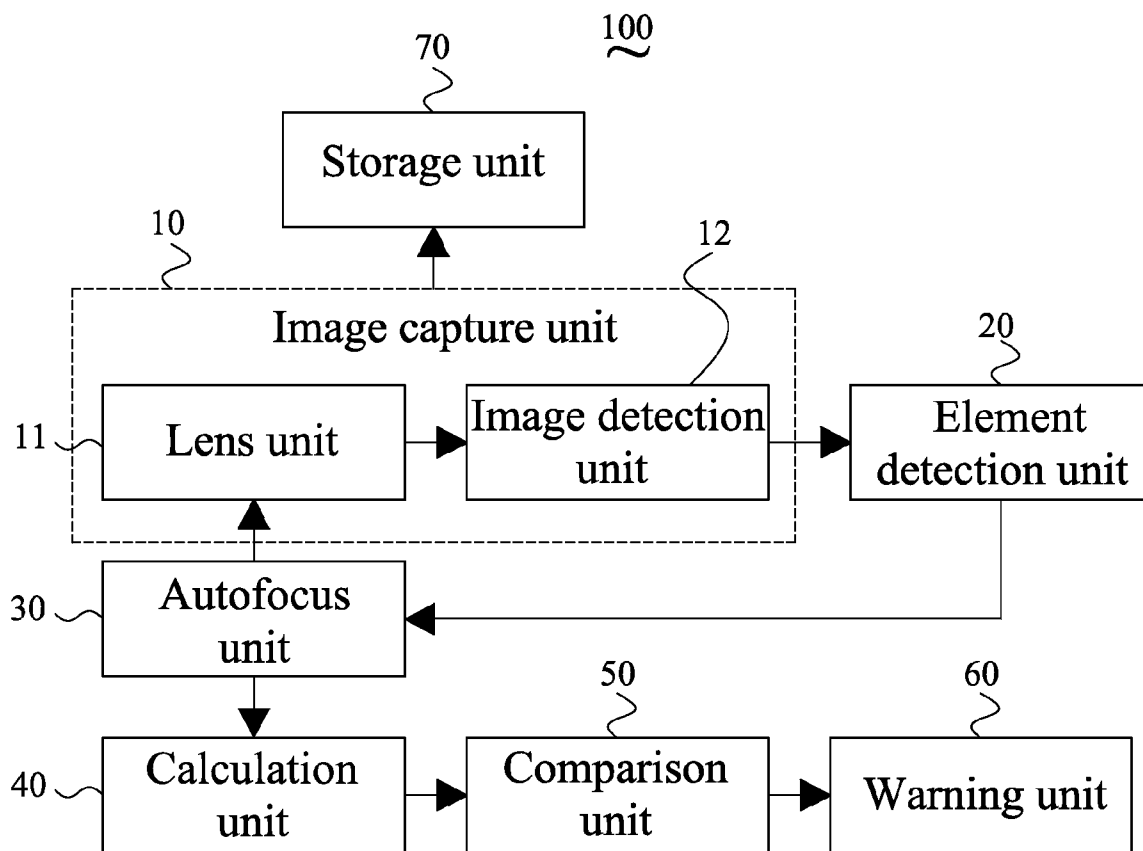 100
70
Storage unit
10
12
Image capture unit
20
11
Lens unit
Image detection
unit
Element
detection unit
30
Autofocus
unit
50
60
40
Calculation
unit
Comparison
unit
Warning unit